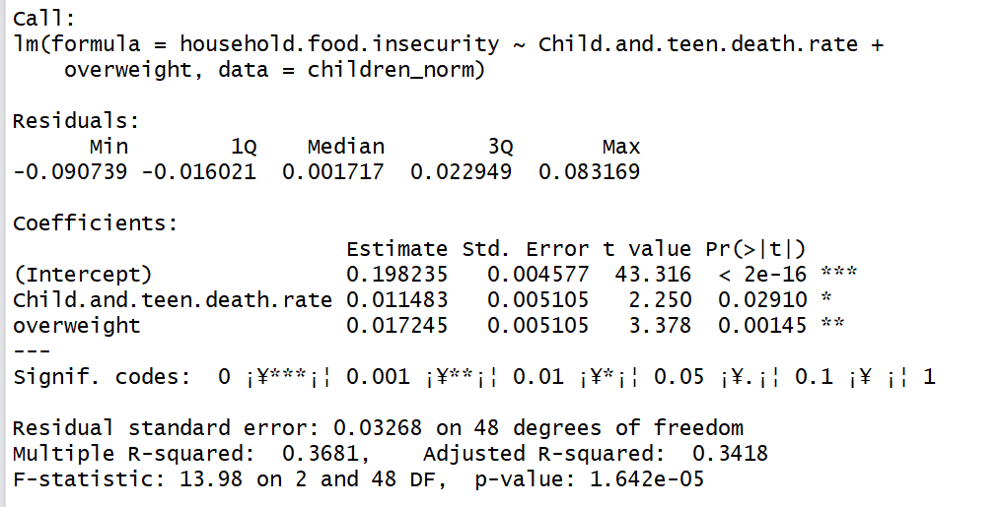 Call:
lm(formula = household.food.insecurity ~ Child.and.teen.death.rate +
    overweight, data = children_norm)
Residuals:
      Min        1Q    Median        3Q       Max
-0.090739 -0.016021  0.001717  0.022949  0.083169
Coefficients:
                          Estimate Std. Error t value Pr(>|t|)
(Intercept)               0.198235   0.004577  43.316  < 2e-16 ***
Child.and.teen.death.rate 0.011483   0.005105   2.250  0.02910 *
overweight                0.017245   0.005105   3.378  0.00145 **
---
Signif. codes:  0 ¡¥***¡¦ 0.001 ¡¥**¡¦ 0.01 ¡¥*¡¦ 0.05 ¡¥.¡¦ 0.1 ¡¥ ¡¦ 1
Residual standard error: 0.03268 on 48 degrees of freedom
Multiple R-squared:  0.3681,    Adjusted R-squared:  0.3418
F-statistic: 13.98 on 2 and 48 DF,  p-value: 1.642e-05